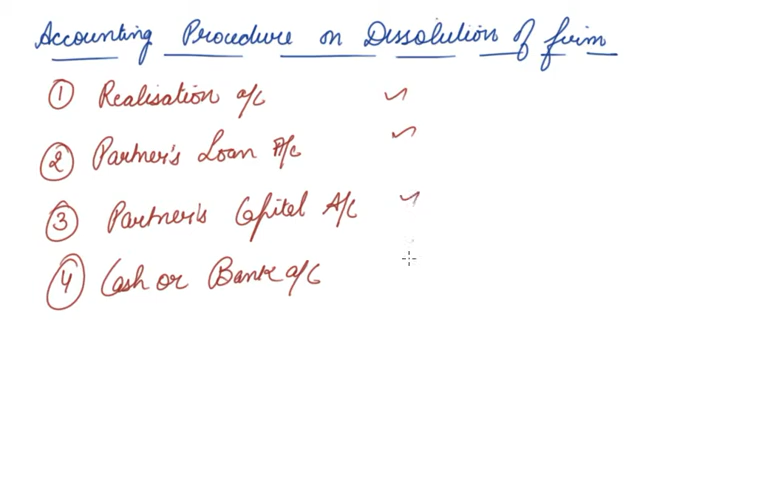 Accounting Procedure on Dissolution of firm
① Realisation a/c
② Partner's Loan A/c
③ Partner's Capital A/c
④ Cash or Bank a/c